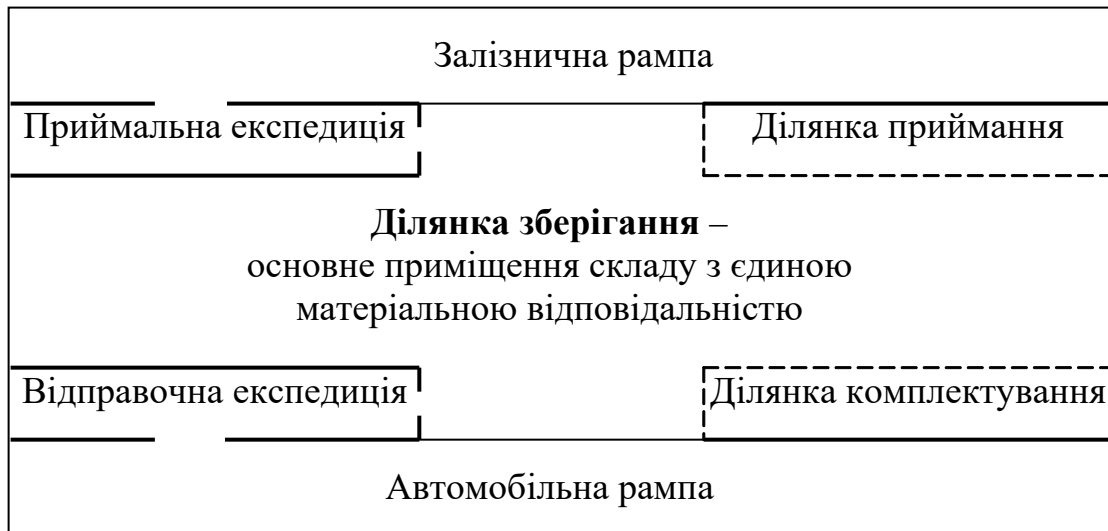 Залізнична рампа
Приймальна експедиція
Ділянка приймання
Ділянка зберігання –
основне приміщення складу з єдиною
матеріальною відповідальністю
Відправочна експедиція
Ділянка комплектування
Автомобільна рампа